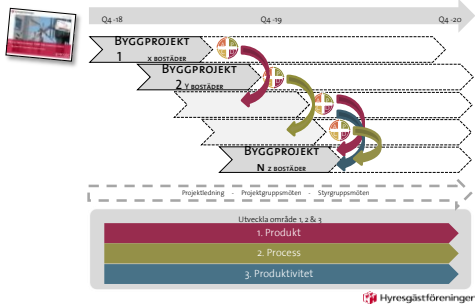 Q4 -18 Q4 -19 Q4 -20
BYGGPROJEKT
1 X BOSTÄDER
BYGGPROJEKT
2 Y BOSTÄDER
BYGGPROJEKT
N Z BOSTÄDER
Projektledning - Projektgruppsmöten - Styrgruppsmöten
Utveckla område 1, 2 & 3
1. Produkt
2. Process
3. Produktivitet
Hyresgästföreningen